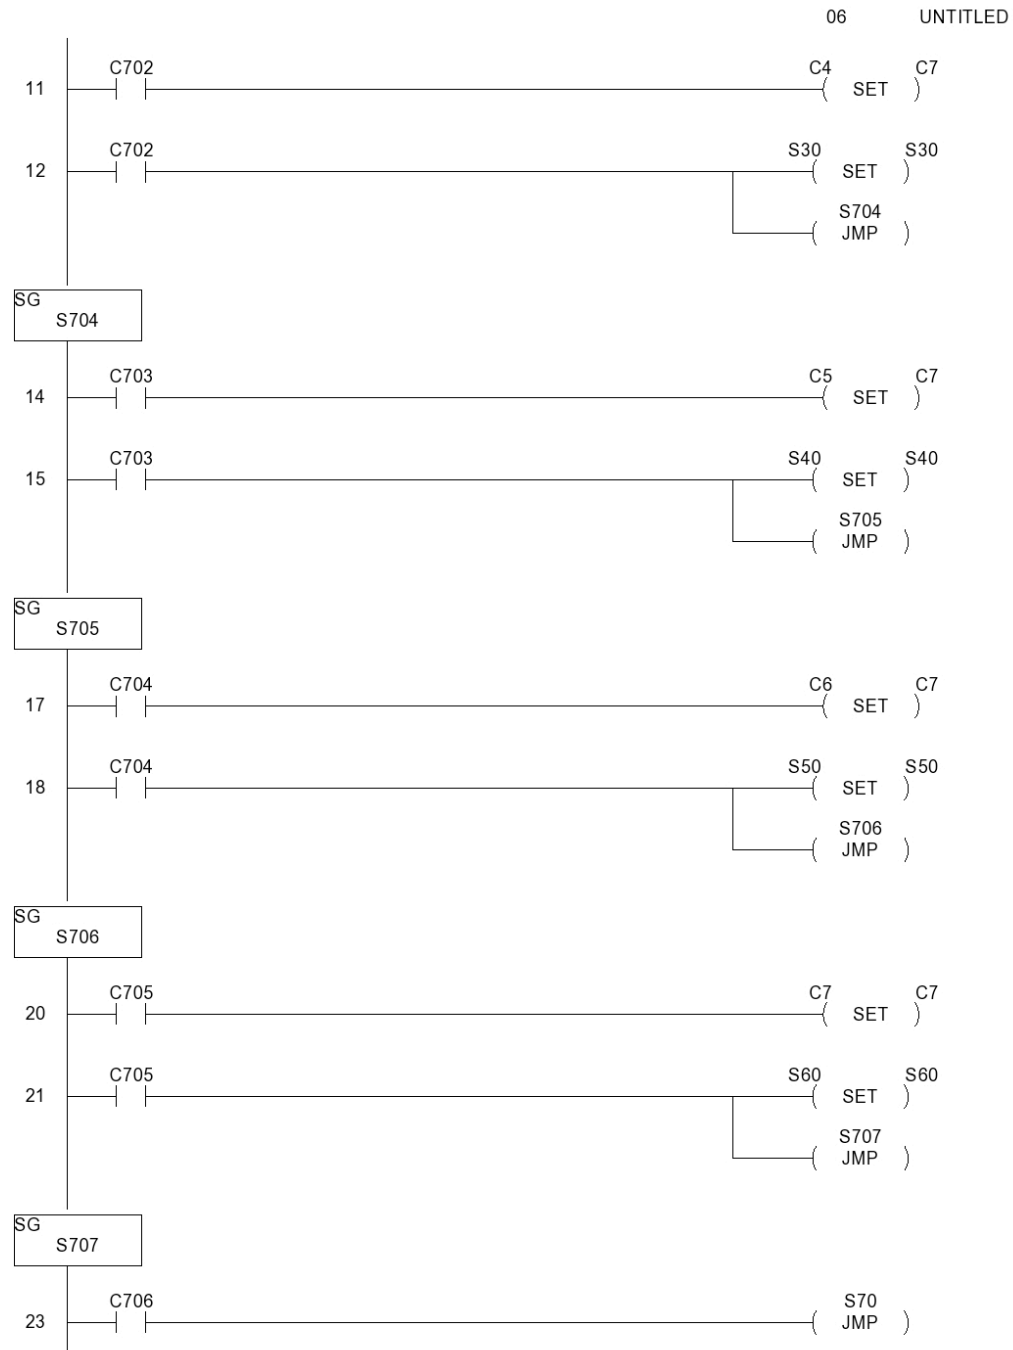 06 UNTITLED
C702 C4 C7
11 SET
C702 S30 S30
12 SET
S704
JMP
SG
S704
C703 C5 C7
14 SET
C703 S40 S40
15 SET
S705
JMP
SG
S705
C704 C6 C7
17 SET
C704 S50 S50
18 SET
S706
JMP
SG
S706
C705 C7 C7
20 SET
C705 S60 S60
21 SET
S707
JMP
SG
S707
C706 S70
23 JMP